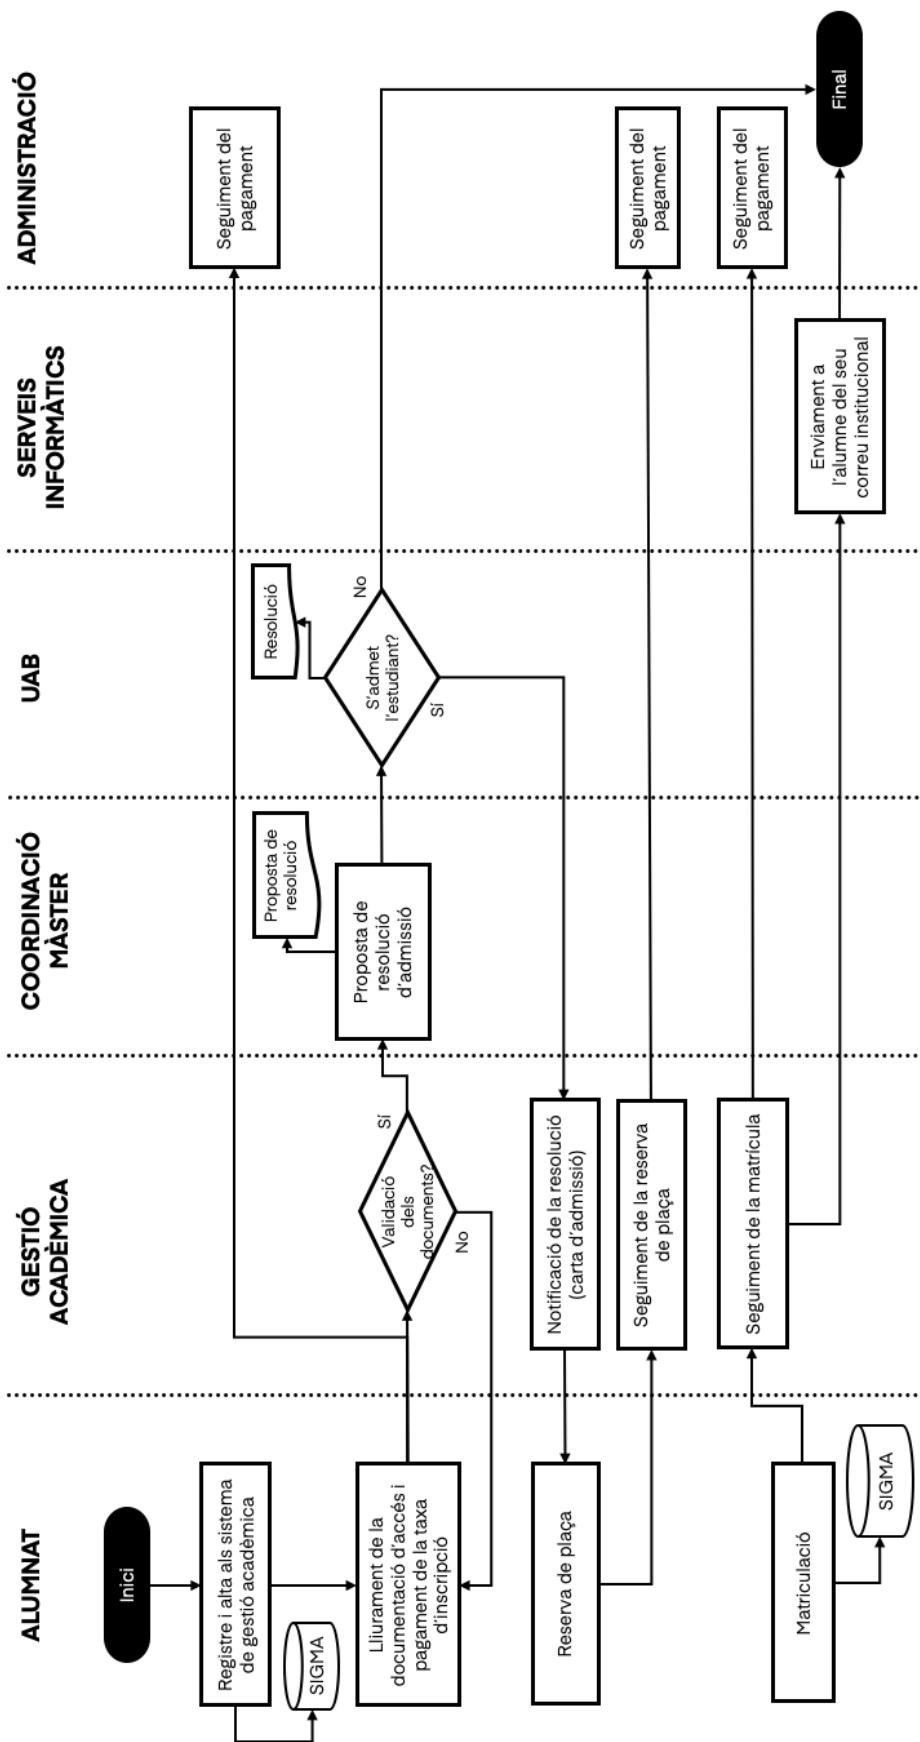 ALUMNAT
GESTIÓ
ACADÈMICA
COORDINACIÓ
MÀSTER
UAB
SERVEIS
INFORMÀTICS
ADMINISTRACIÓ
Inici
Registre i alta als sistema
de gestió acadèmica
SIGMA
Seguiment del
pagament
Lliurament de la
documentació d'accés i
pagament de la taxa
d'inscripció
Validació
dels
documents?
Sí
No
Proposta de
resolució
d'admissió
Proposta de
resolució
S'admet
l'estudiant?
Resolució
No
Sí
Notificació de la resolució
(carta d'admissió)
Reserva de plaça
Seguiment de la reserva
de plaça
Seguiment del
pagament
Matriculació
SIGMA
Seguiment de la matrícula
Seguiment del
pagament
Enviament a
l'alumne del seu
correu institucional
Final